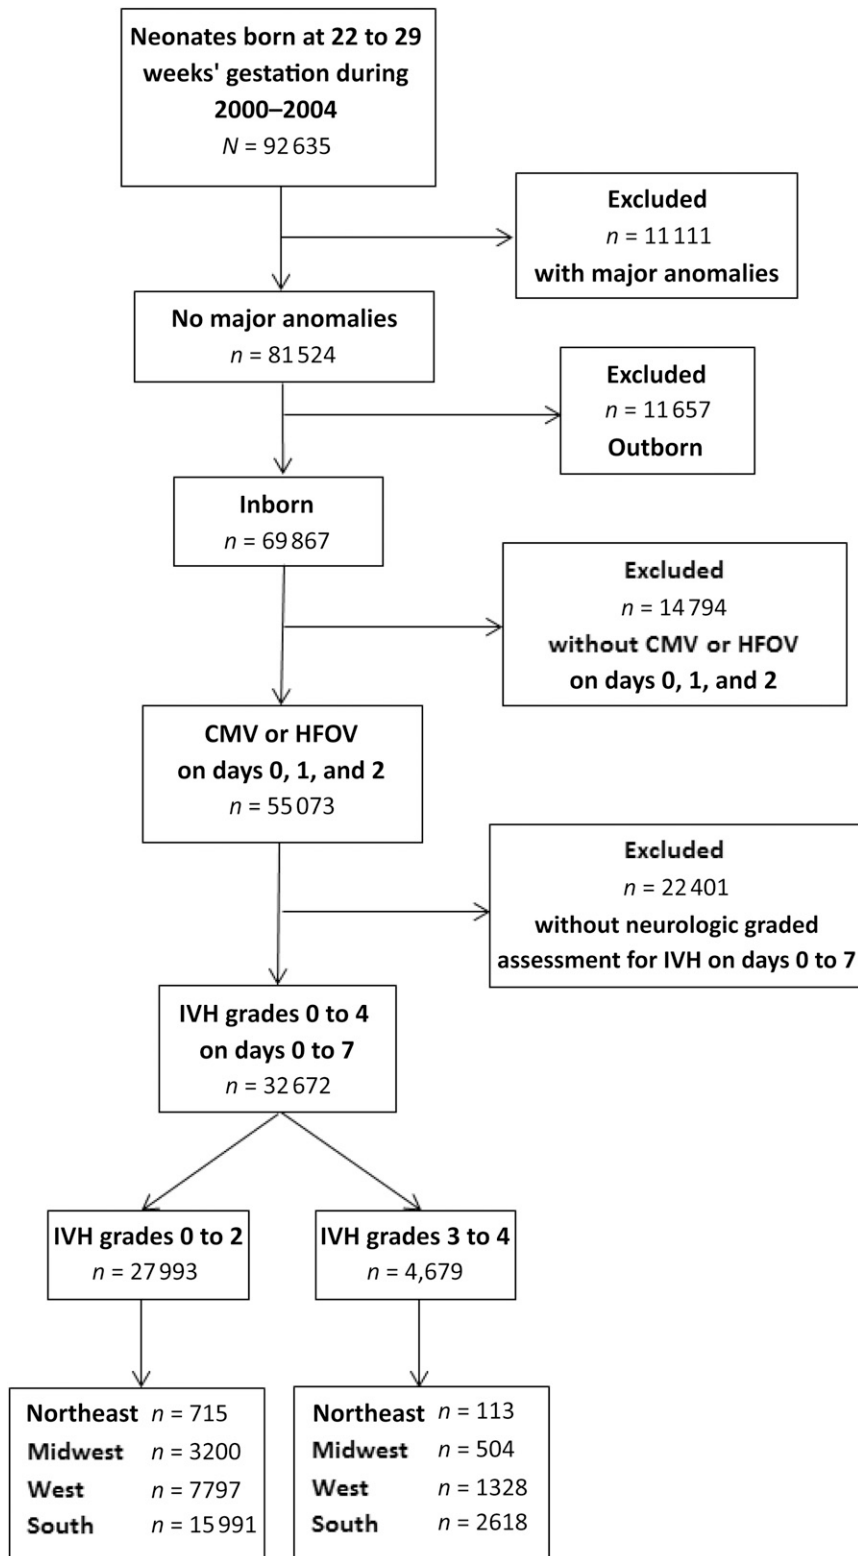 Neonates born at 22 to 29
weeks' gestation during
2000–2004
N = 92 635
Excluded
n = 11 111
with major anomalies
No major anomalies
n = 81 524
Excluded
n = 11 657
Outborn
Inborn
n = 69 867
Excluded
n = 14 794
without CMV or HFOV
on days 0, 1, and 2
CMV or HFOV
on days 0, 1, and 2
n = 55 073
Excluded
n = 22 401
without neurologic graded
assessment for IVH on days 0 to 7
IVH grades 0 to 4
on days 0 to 7
n = 32 672
IVH grades 0 to 2
n = 27 993
IVH grades 3 to 4
n = 4,679
Northeast n = 715
Midwest n = 3200
West n = 7797
South n = 15 991
Northeast n = 113
Midwest n = 504
West n = 1328
South n = 2618